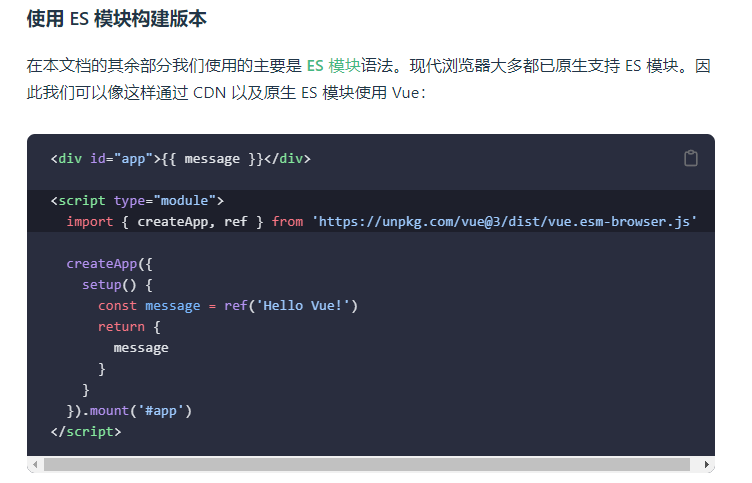 使用 ES 模块构建版本
在本文档的其余部分我们使用的主要是 ES 模块语法。现代浏览器大多都已原生支持 ES 模块。因
此我们可以像这样通过 CDN 以及原生 ES 模块使用 Vue：
<div id="app">{{ message }}</div>
<script type="module">
  import { createApp, ref } from 'https://unpkg.com/vue@3/dist/vue.esm-browser.js'
  createApp({
    setup() {
      const message = ref('Hello Vue!')
      return {
        message
      }
    }
  }).mount('#app')
</script>